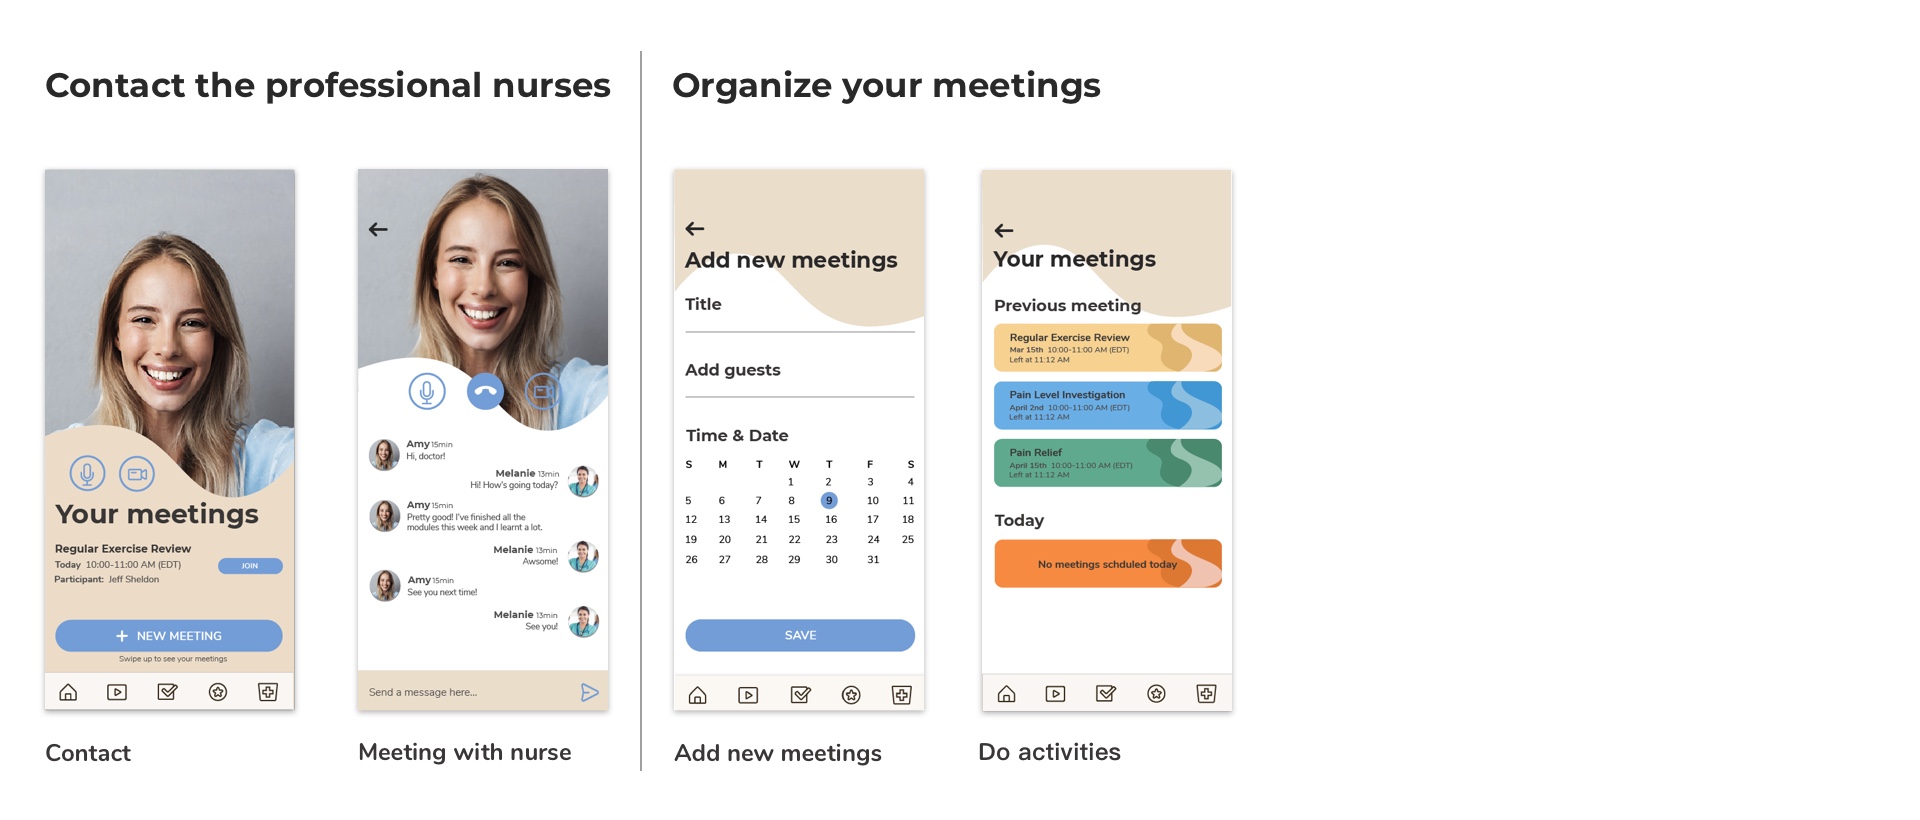 Contact the professional nurses
Your meetings
Regular Exercise Review
Today 10:00-11:00 AM (EDT)
JOIN
Participant: Jeff Sheldon
+ NEW MEETING
Swipe up to see your meetings
Contact
Amy 15min
Hi, doctor!
Melanie 13min
Hi! How's going today?
Amy 15min
Pretty good! I've finished all the
modules this week and I learnt a lot.
Melanie 13min
Awsome!
Amy 15min
See you next time!
Melanie 13min
See you!
Send a message here...
Meeting with nurse
Organize your meetings
Add new meetings
Title
Add guests
Time & Date
S M T W T F S
1 2 3 4
5 6 7 8 9 10 11
12 13 14 15 16 17 18
19 20 21 22 23 24 25
26 27 28 29 30 31
SAVE
Add new meetings
Your meetings
Previous meeting
Regular Exercise Review
Mar 15th 10:00-11:00 AM (EDT)
Left at 11:12 AM
Pain Level Investigation
April 2nd 10:00-11:00 AM (EDT)
Left at 11:12 AM
Pain Relief
April 15th 10:00-11:00 AM (EDT)
Left at 11:12 AM
Today
No meetings schduled today
Do activities